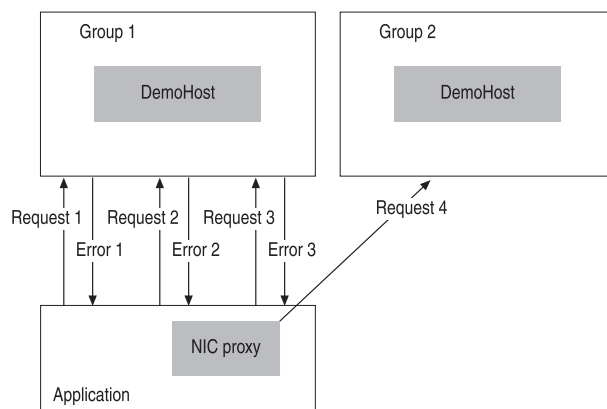 Group 1
DemoHost
Group 2
DemoHost
Request 1
Error 1
Request 2
Error 2
Request 3
Error 3
Request 4
NIC proxy
Application